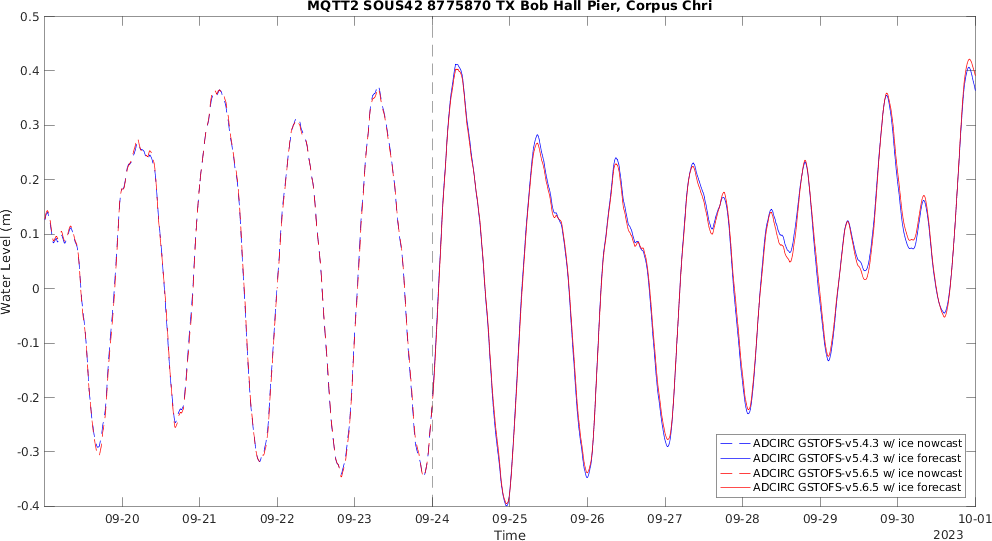 MQTT2 SOUS42 8775870 TX Bob Hall Pier, Corpus Chri
0.5
0.4
0.3
0.2
0.1
0
-0.1
-0.2
-0.3
-0.4
Water Level (m)
ADCIRC GSTOFS-v5.4.3 w/ ice nowcast
ADCIRC GSTOFS-v5.4.3 w/ ice forecast
ADCIRC GSTOFS-v5.6.5 w/ ice nowcast
ADCIRC GSTOFS-v5.6.5 w/ ice forecast
09-20 09-21 09-22 09-23 09-24 09-25 09-26 09-27 09-28 09-29 09-30 10-01
Time
2023